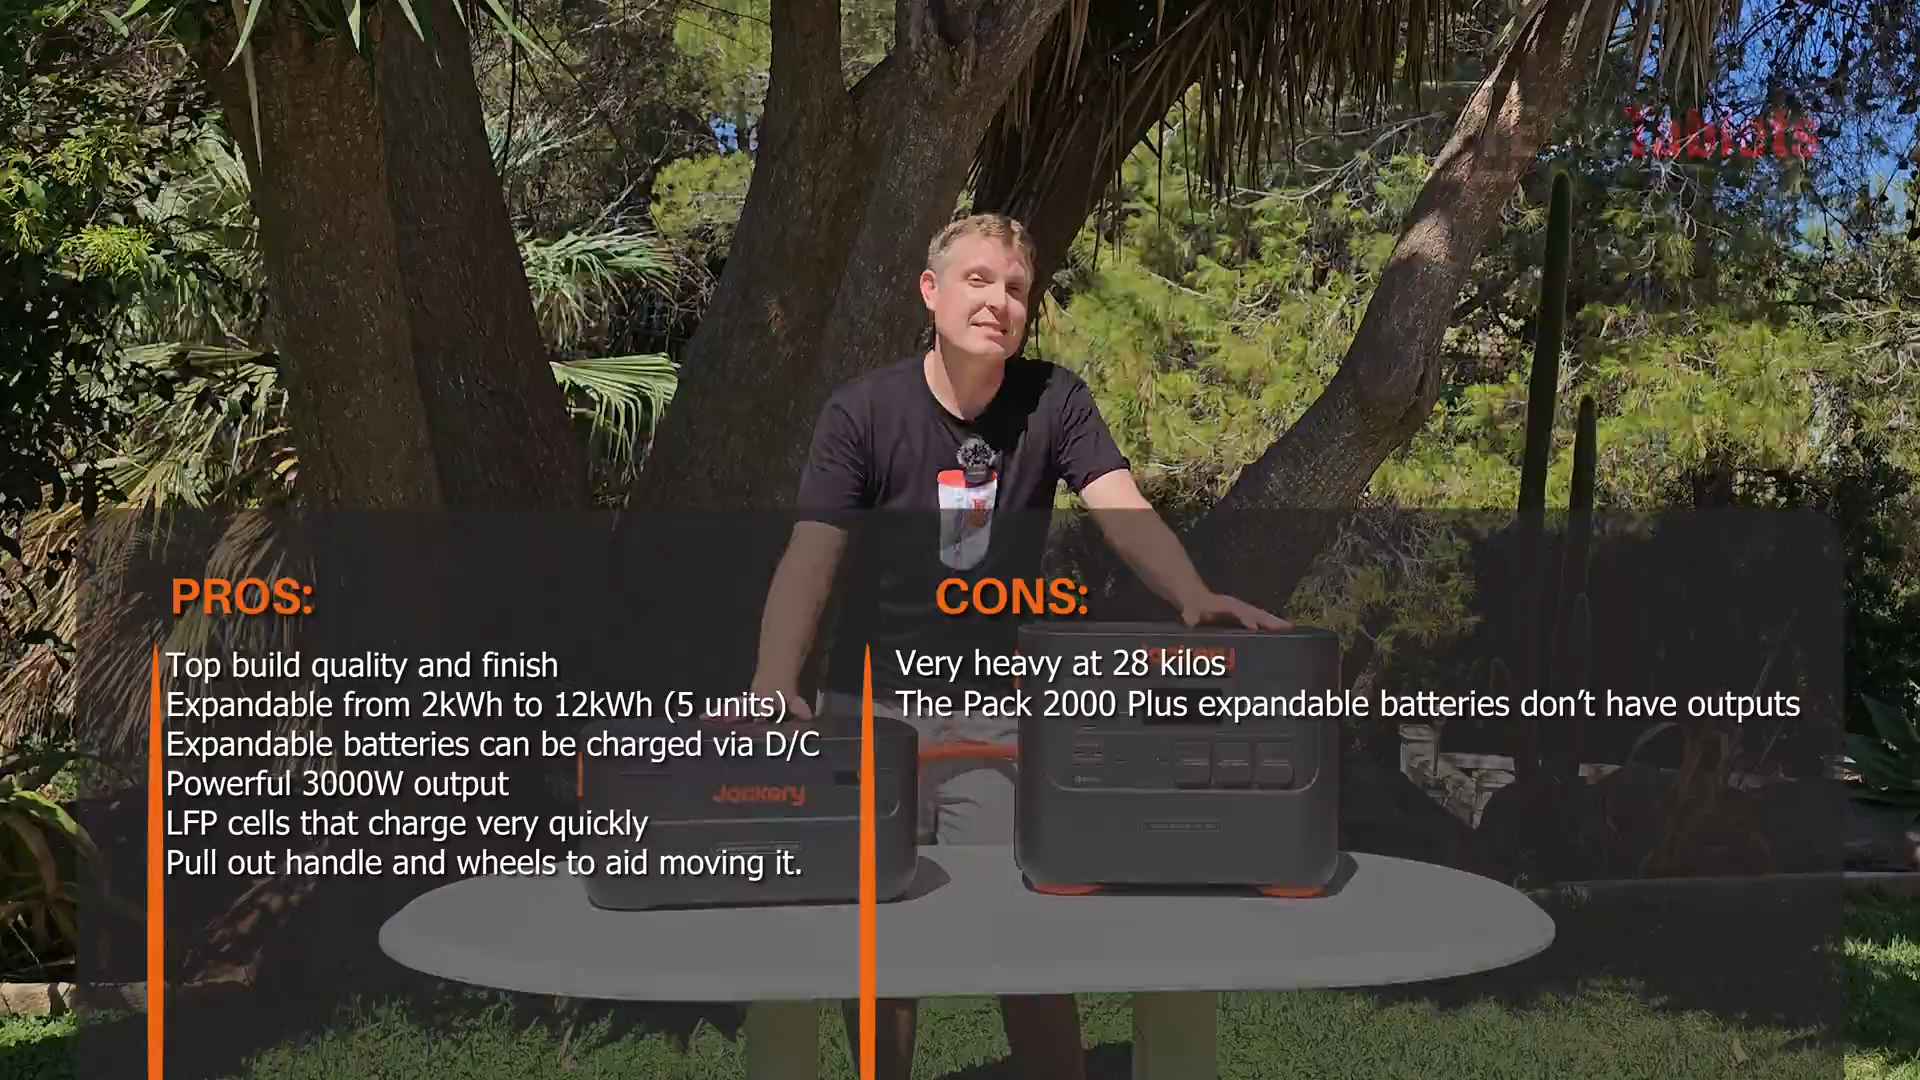 Tablets
PROS:
Top build quality and finish
Expandable from 2kWh to 12kWh (5 units)
Expandable batteries can be charged via D/C
Powerful 3000W output
LFP cells that charge very quickly
Pull out handle and wheels to aid moving it.
CONS:
Very heavy at 28 kilos
The Pack 2000 Plus expandable batteries don’t have outputs
Jackery
Jackery